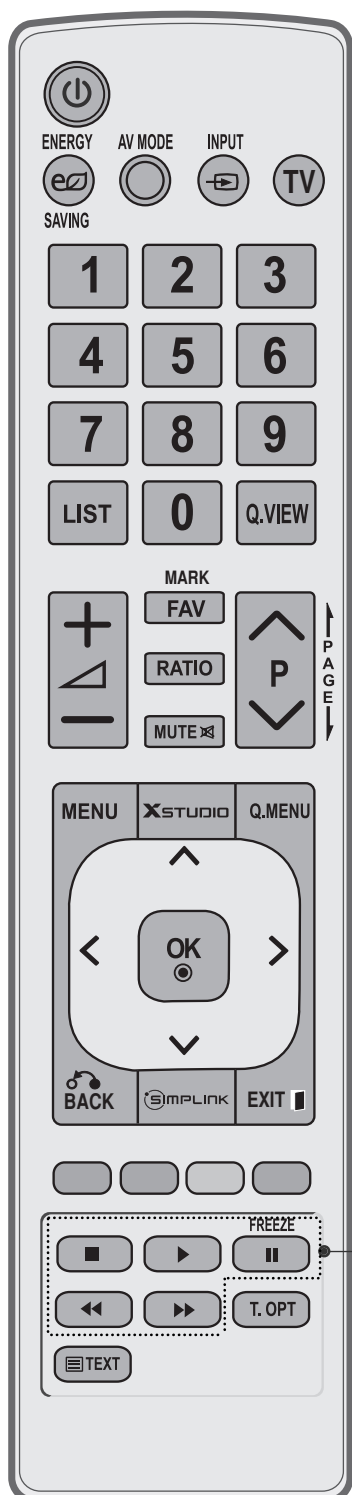 ENERGY AV MODE INPUT
TV
SAVING
1 2 3
4 5 6
7 8 9
LIST 0 Q.VIEW
MARK
FAV
RATIO
P
PAGE
MUTE
MENU XSTUDIO Q.MENU
OK
BACK SIMPLINK EXIT
FREEZE
T. OPT
TEXT